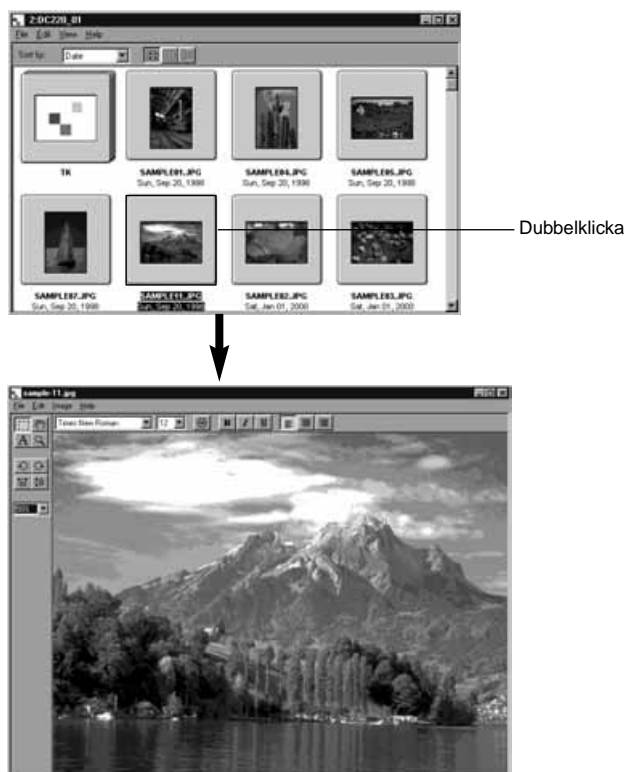 2:DC220_01
File Edit View Help
Sort by: Date
TK
SAMPLE01.JPG
Sun, Sep 20, 1998
SAMPLE04.JPG
Sun, Sep 20, 1998
SAMPLE05.JPG
Sun, Sep 20, 1998
Dubbelklicka
SAMPLE07.JPG
Sun, Sep 20, 1998
SAMPLE11.JPG
Sun, Sep 20, 1998
SAMPLE02.JPG
Sat, Jan 01, 2000
SAMPLE03.JPG
Sat, Jan 01, 2000
sample-11.jpg
File Edit Image Help
Times New Roman 12 B I U
A